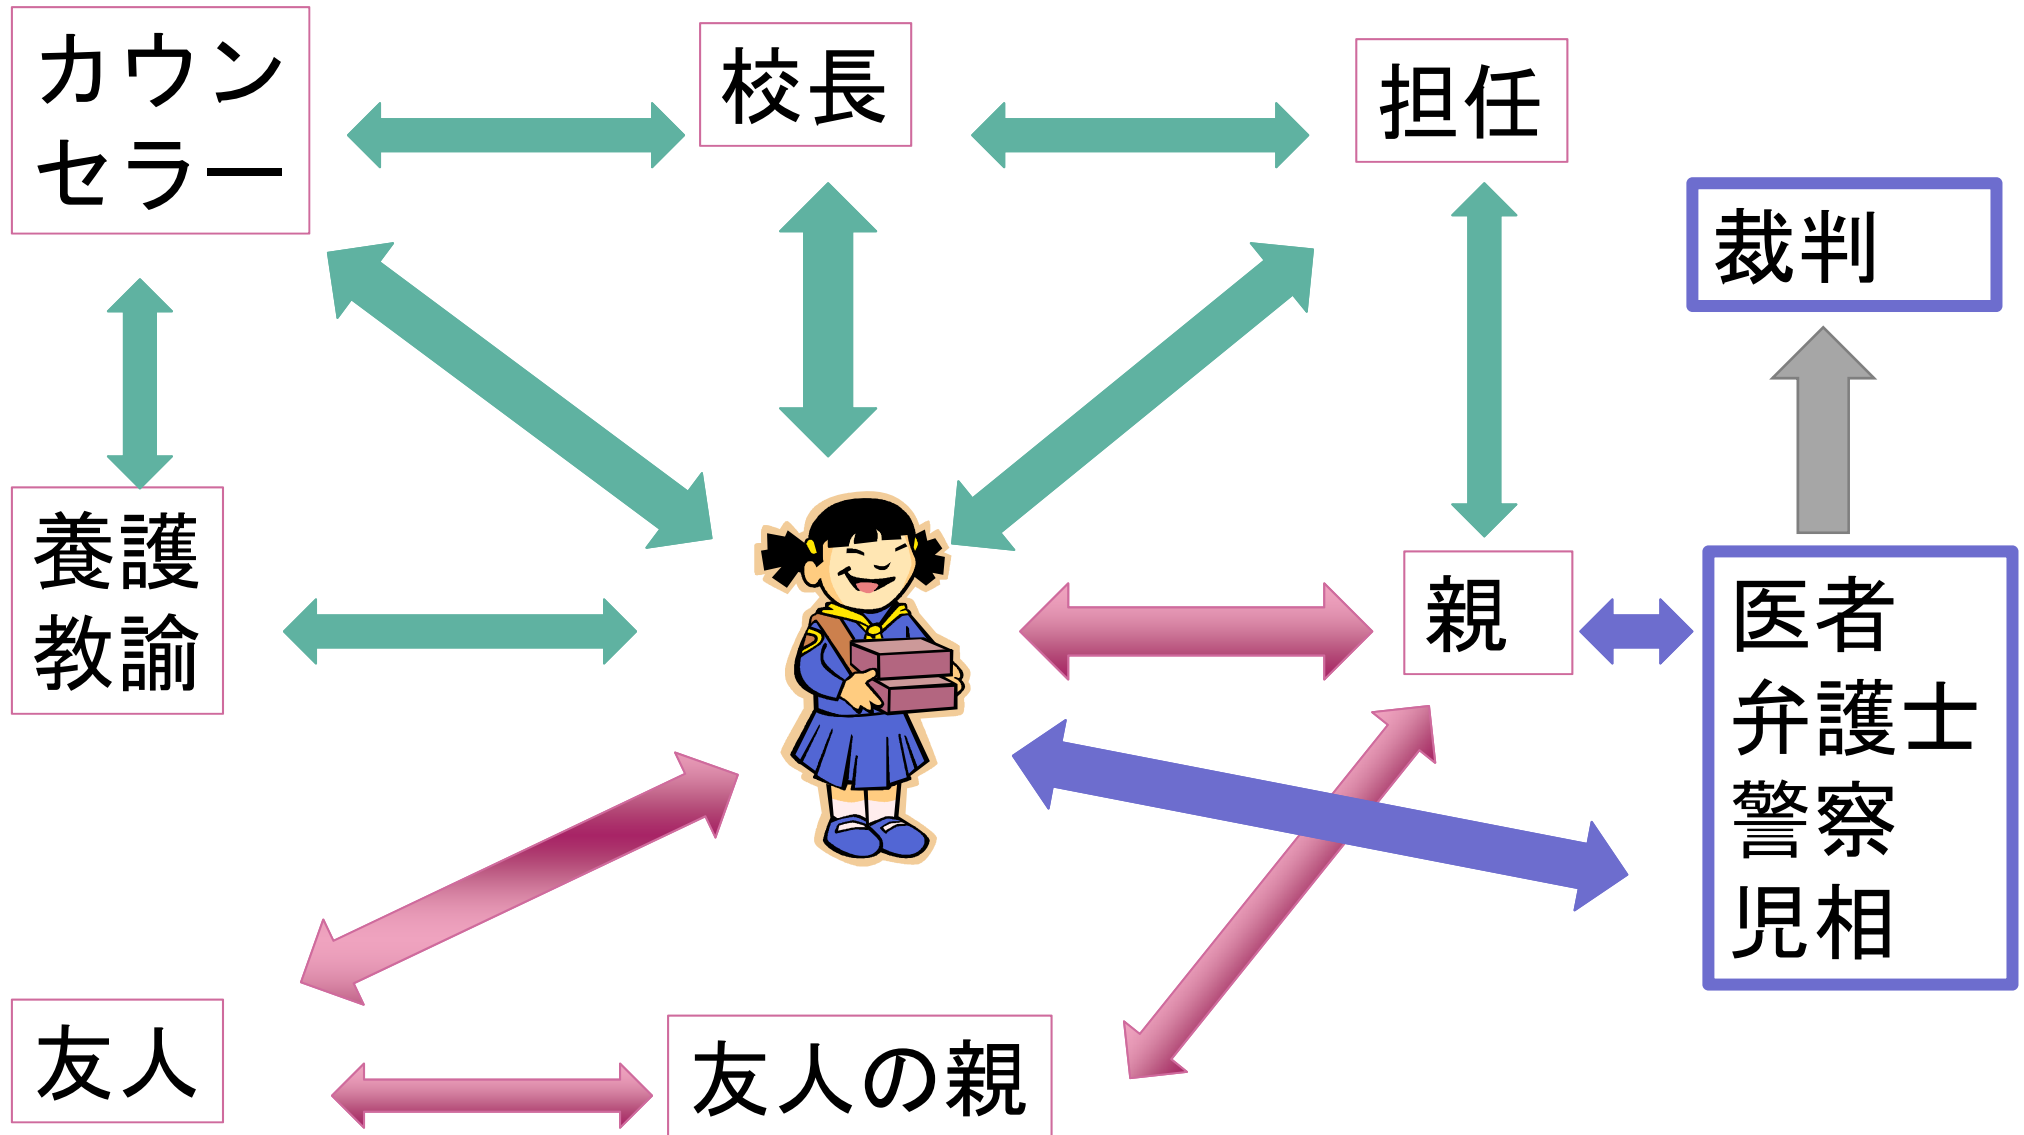 カウン
セラー
校長
担任
裁判
養護
教諭
親
医者
弁護士
警察
児相
友人
友人の親